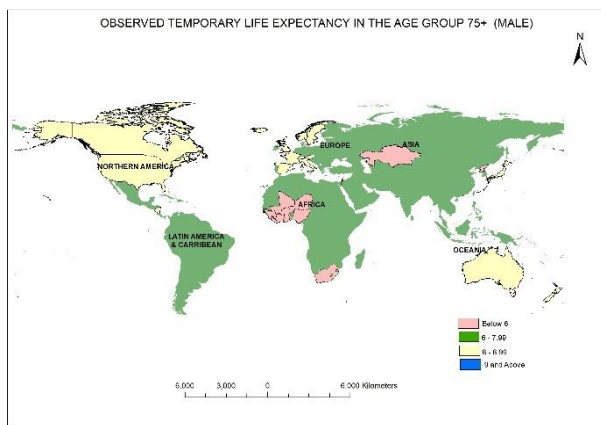 OBSERVED TEMPORARY LIFE EXPECTANCY IN THE AGE GROUP 75+ (MALE)
N
EUROPE
ASIA
NORTHERN AMERICA
AFRICA
LATIN AMERICA
& CARRIBEAN
OCEANIA
Below 6
6 - 7.99
8 - 8.99
9 and Above
6,000 3,000 0 6,000 Kilometers